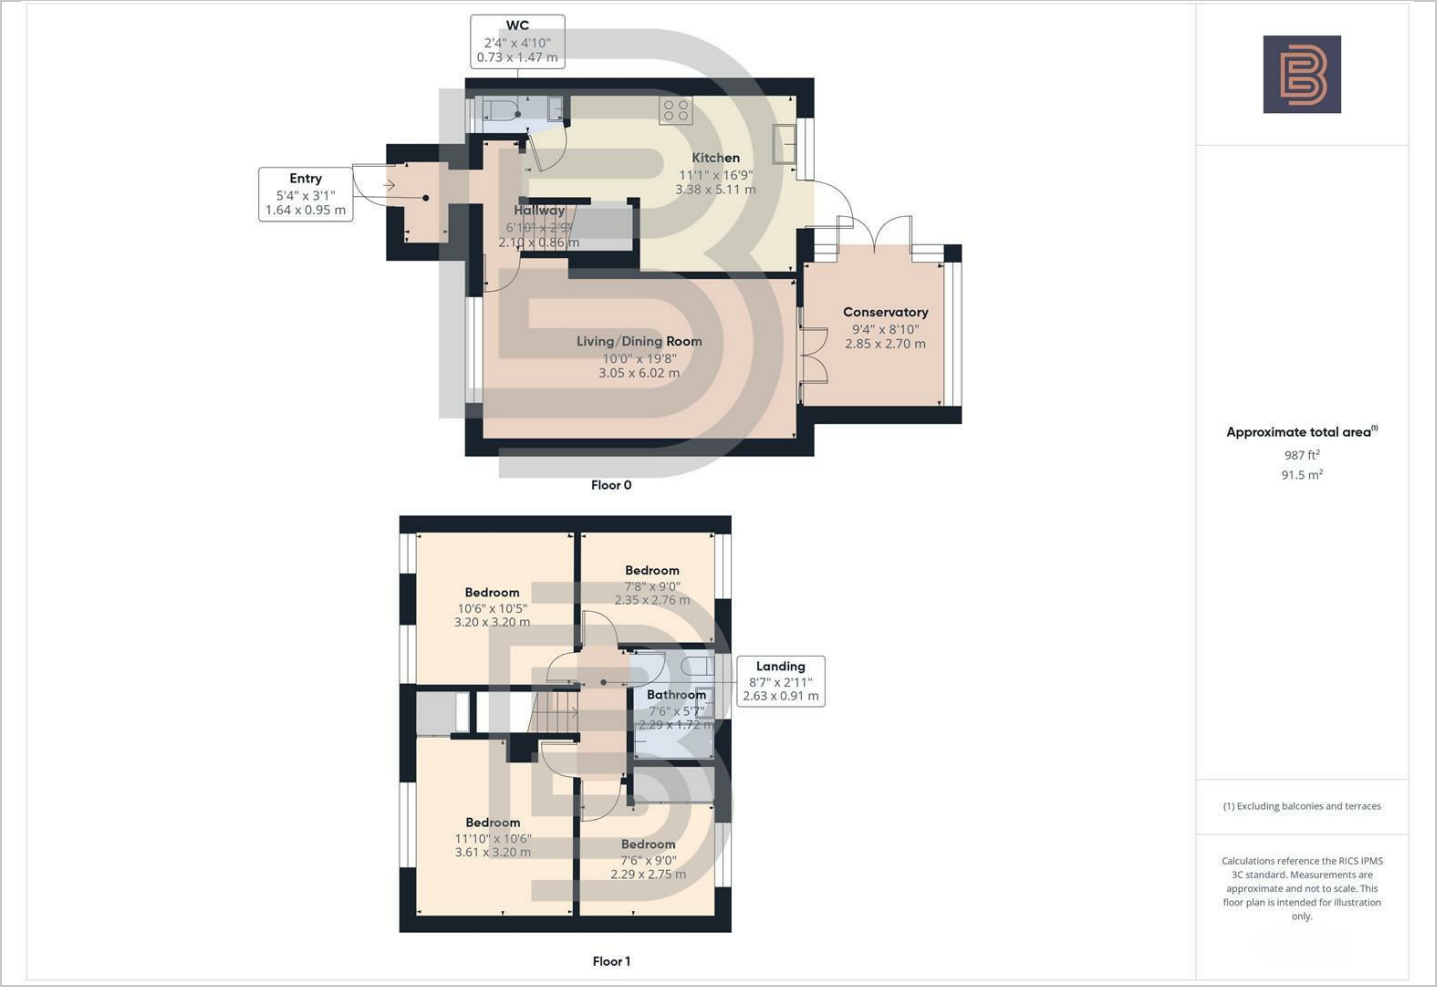 WC
2'4" x 4'10"
0.73 x 1.47 m
Entry
5'4" x 3'1"
1.64 x 0.95 m
Kitchen
11'1" x 16'9"
3.38 x 5.11 m
Hallway
6'10" x 2'9"
2.10 x 0.86 m
Conservatory
9'4" x 8'10"
2.85 x 2.70 m
Living/Dining Room
10'0" x 19'8"
3.05 x 6.02 m
Floor 0
Bedroom
10'6" x 10'5"
3.20 x 3.20 m
Bedroom
7'8" x 9'0"
2.35 x 2.76 m
Landing
8'7" x 2'11"
2.63 x 0.91 m
Bathroom
7'6" x 5'7"
2.29 x 1.72 m
Bedroom
11'10" x 10'6"
3.61 x 3.20 m
Bedroom
7'6" x 9'0"
2.29 x 2.75 m
Floor 1
B
Approximate total area(1)
987 ft²
91.5 m²
(1) Excluding balconies and terraces
Calculations reference the RICS IPMS
3C standard. Measurements are
approximate and not to scale. This
floor plan is intended for illustration
only.